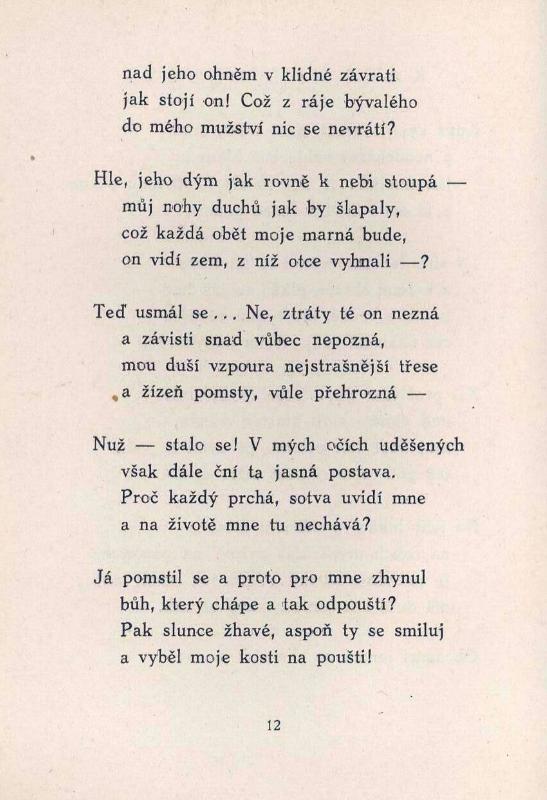 nad jeho ohněm v klidné závrati
jak stojí on! Což z ráje bývalého
do mého mužství nic se nevrátí?
Hle, jeho dým jak rovně k nebi stoupá —
můj nohy duchů jak by šlapaly,
což každá obět moje marná bude,
on vidí zem, z níž otce vyhnali —?
Teď usmál se... Ne, ztráty té on nezná
a závisti snad vůbec nepozná,
mou duší vzpoura nejstrašnější třese
a žízeň pomsty, vůle přehrozná —
Nuž — stalo se! V mých očích uděšených
však dále ční ta jasná postava.
Proč každý prchá, sotva uvidí mne
a na životě mne tu nechává?
Já pomstil se a proto pro mne zhynul
bůh, který chápe a tak odpouští?
Pak slunce žhavé, aspoň ty se smiluj
a vyběl moje kosti na poušti!
12